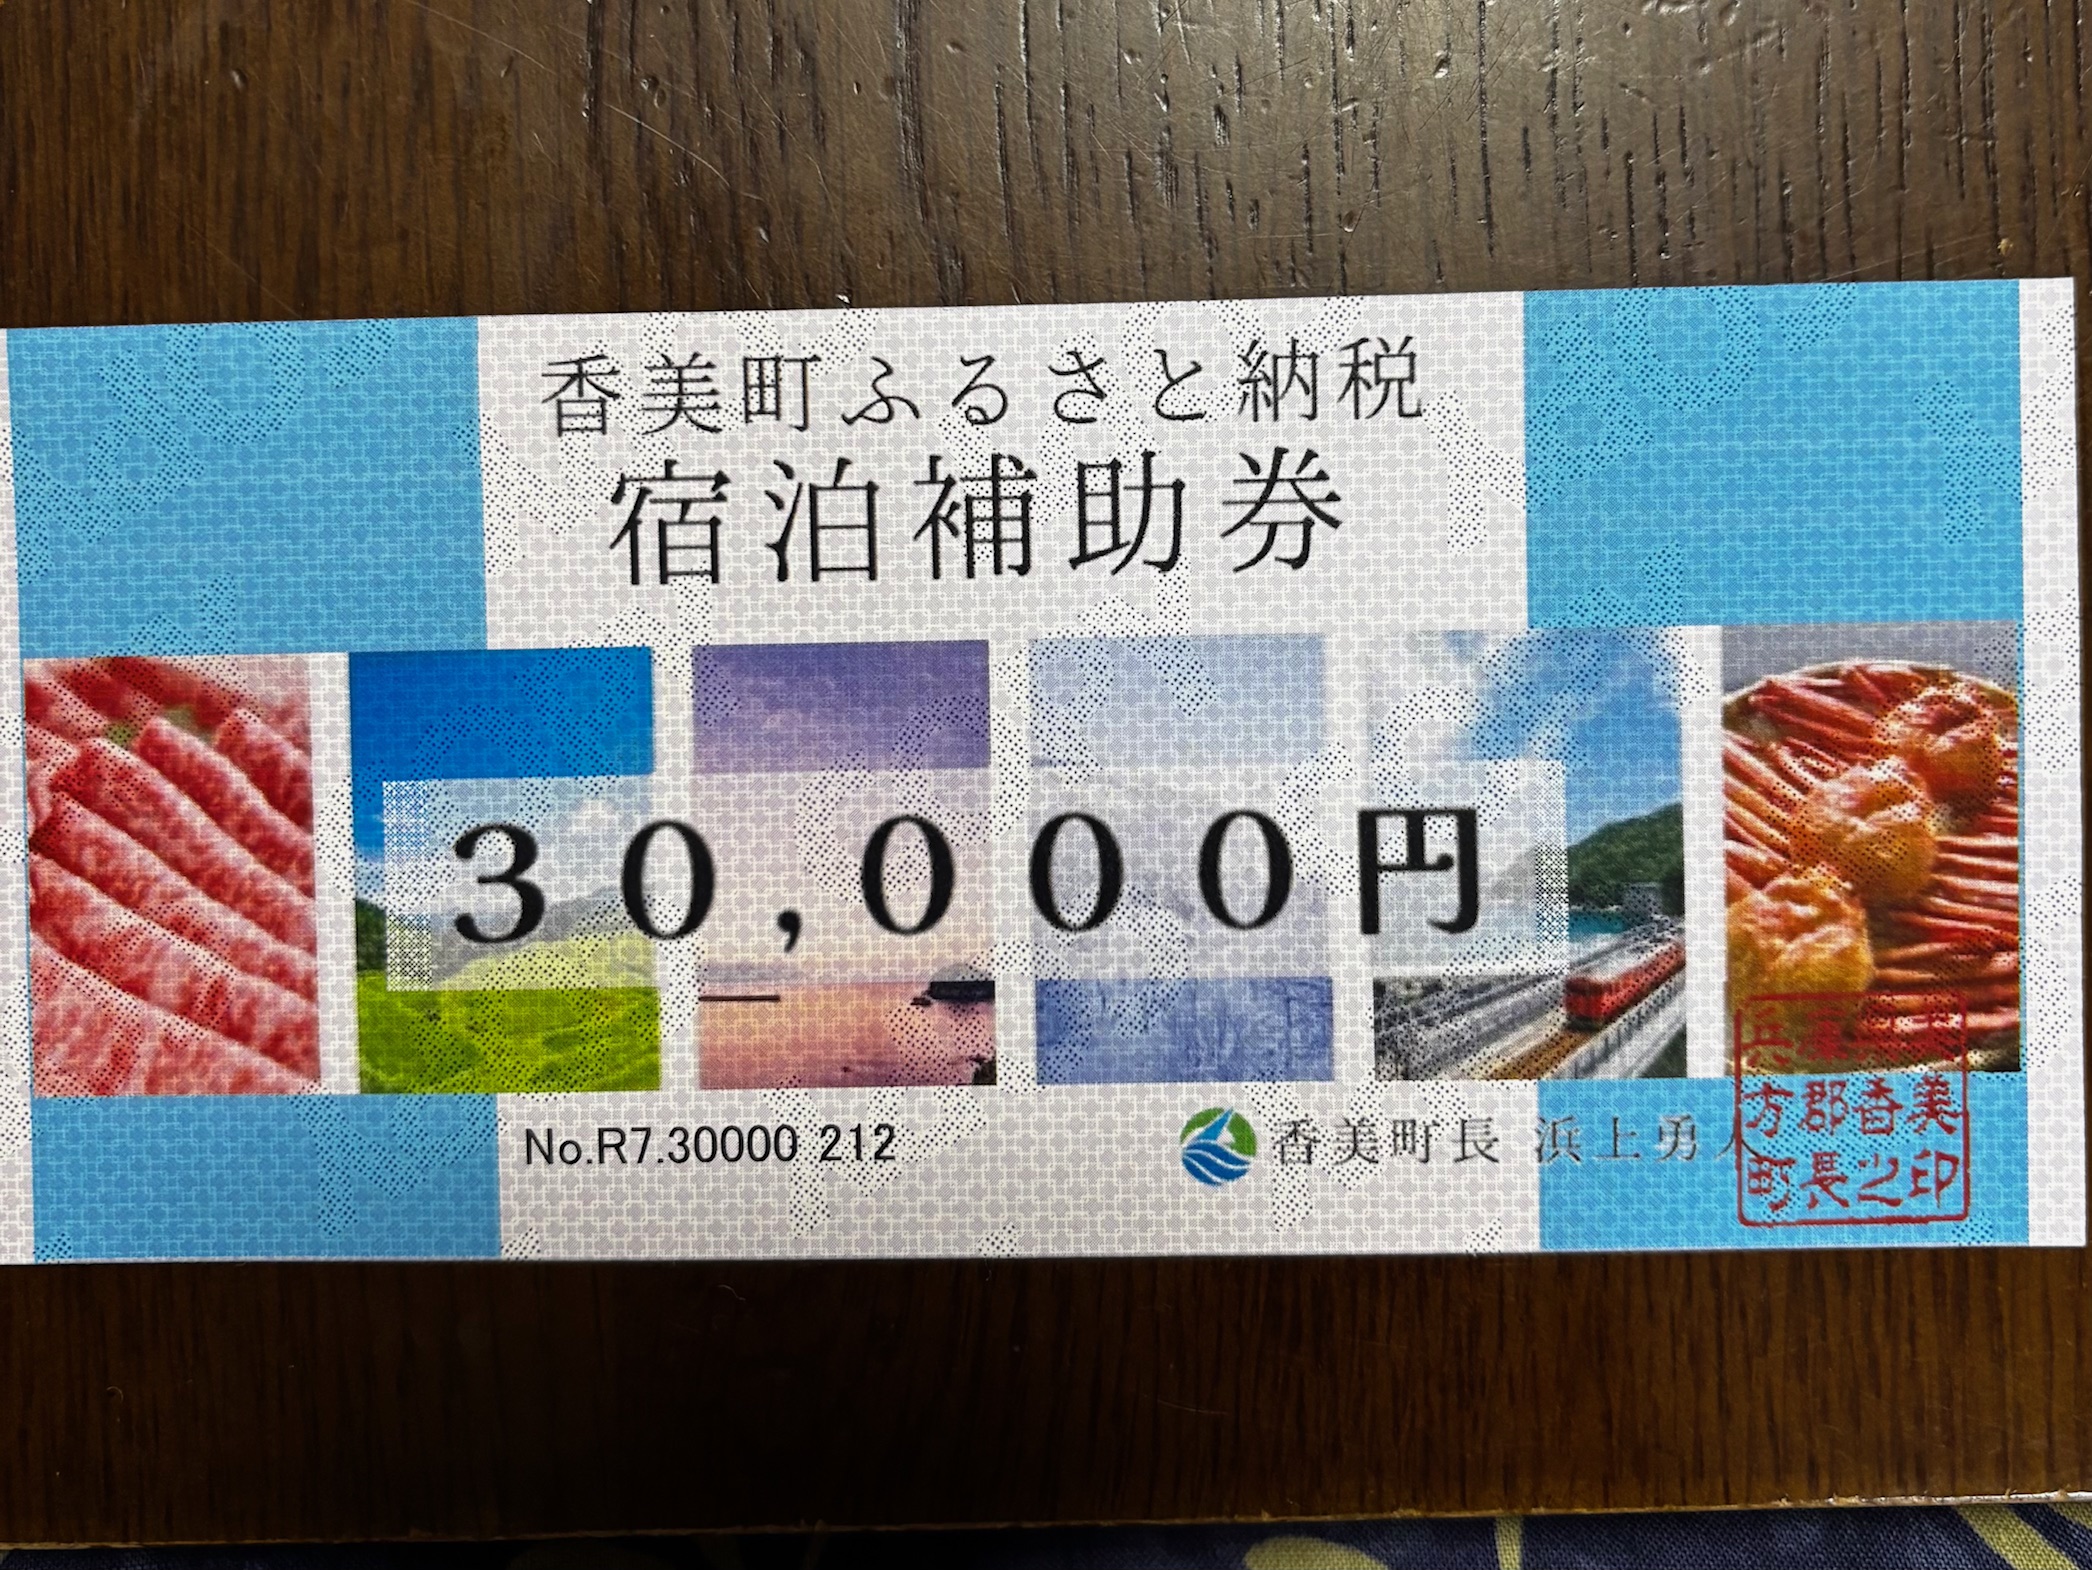 香美町ふるさと納税
宿泊補助券
30,000円
No.R7.30000 212
香美町長 浜上勇人
兵庫県美
方郡香美
町長之印